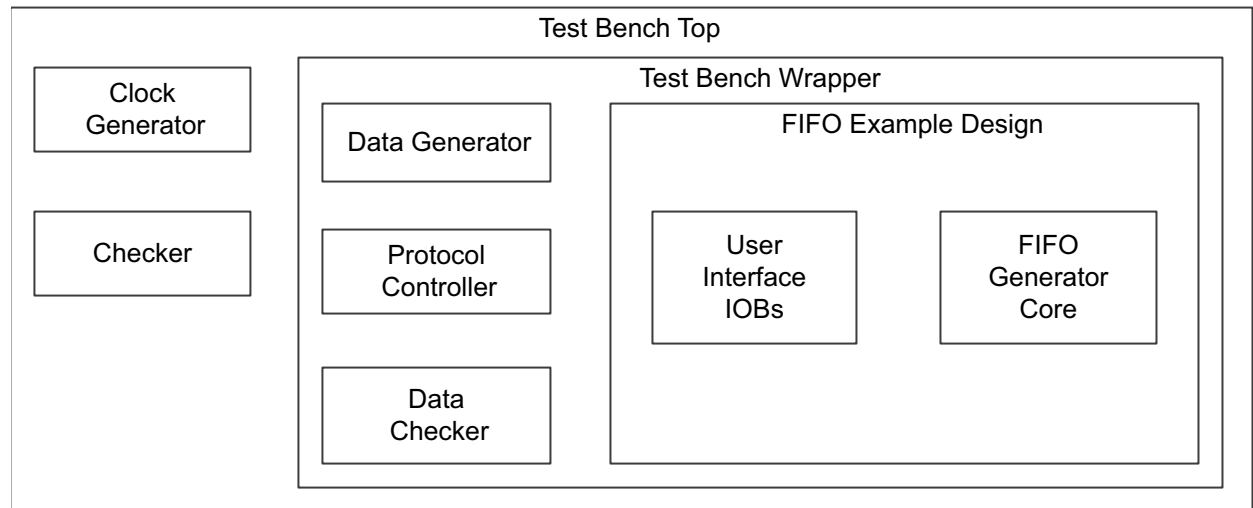 Test Bench Top
Clock
Generator
Checker
Test Bench Wrapper
Data Generator
Protocol
Controller
Data
Checker
FIFO Example Design
User
Interface
IOBs
FIFO
Generator
Core